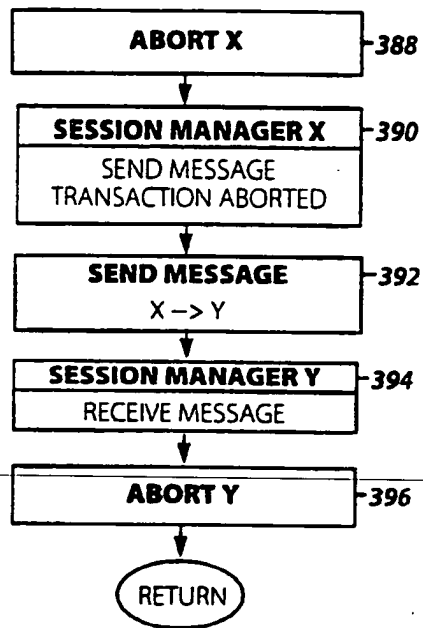 ABORT X
388
SESSION MANAGER X
390
SEND MESSAGE
TRANSACTION ABORTED
SEND MESSAGE
392
X –> Y
SESSION MANAGER Y
394
RECEIVE MESSAGE
ABORT Y
396
RETURN